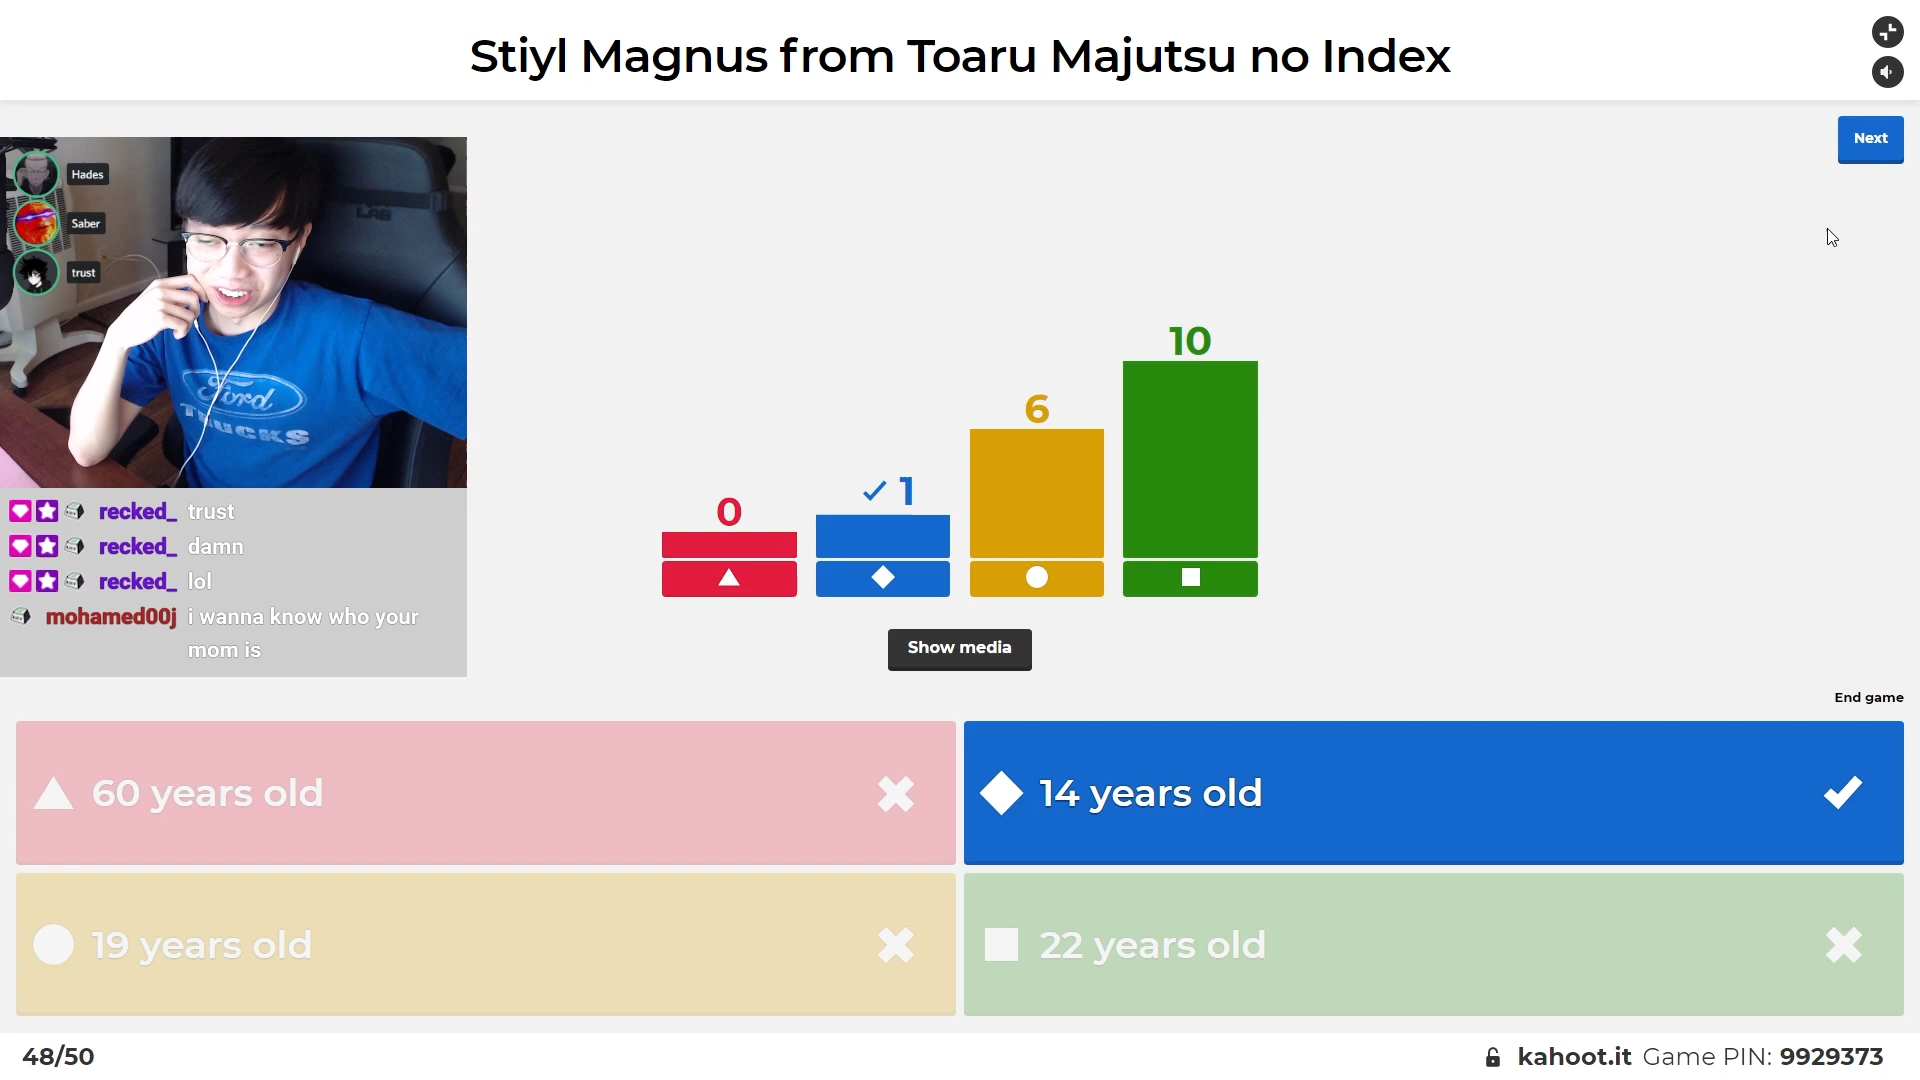 Stiyl Magnus from Toaru Majutsu no Index
Next
Hades
Saber
trust
LAB
Ford
TRUCKS
recked_ trust
recked_ damn
recked_ lol
mohamed00j i wanna know who your
mom is
0
1
6
10
Show media
End game
60 years old
14 years old
19 years old
22 years old
48/50
kahoot.it Game PIN: 9929373